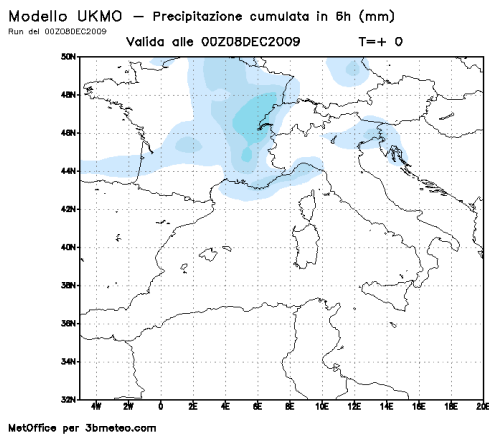 Modello UKMO – Precipitazione cumulata in 6h (mm)
Run del 00Z08DEC2009
Valida alle 00Z08DEC2009 T=+ 0
50N
48N
46N
44N
42N
40N
38N
36N
34N
32N
4W 2W 0 2E 4E 6E 8E 10E 12E 14E 16E 18E 20E
MetOffice per 3bmeteo.com